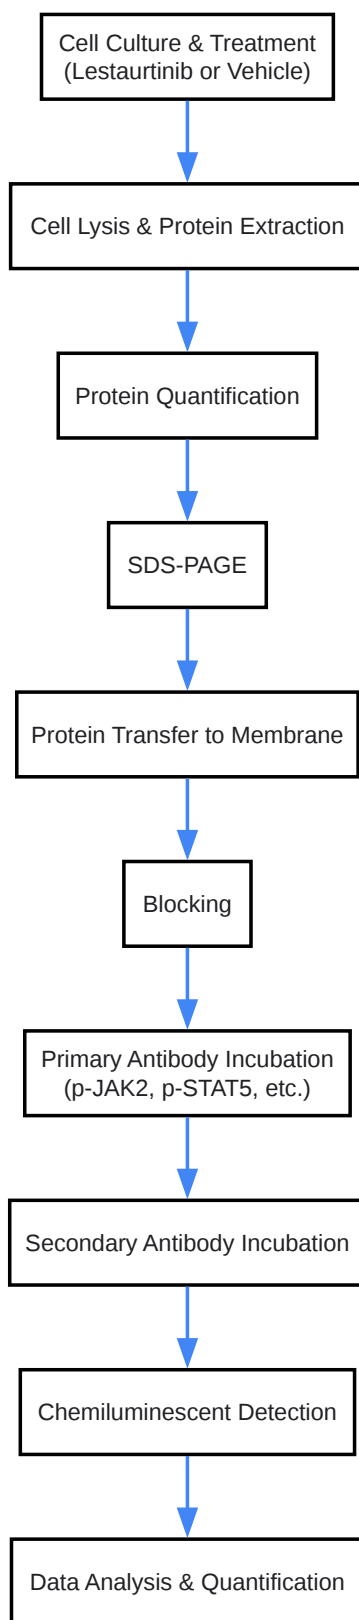 Cell Culture & Treatment
(Lestaurtinib or Vehicle)
Cell Lysis & Protein Extraction
Protein Quantification
SDS-PAGE
Protein Transfer to Membrane
Blocking
Primary Antibody Incubation
(p-JAK2, p-STAT5, etc.)
Secondary Antibody Incubation
Chemiluminescent Detection
Data Analysis & Quantification